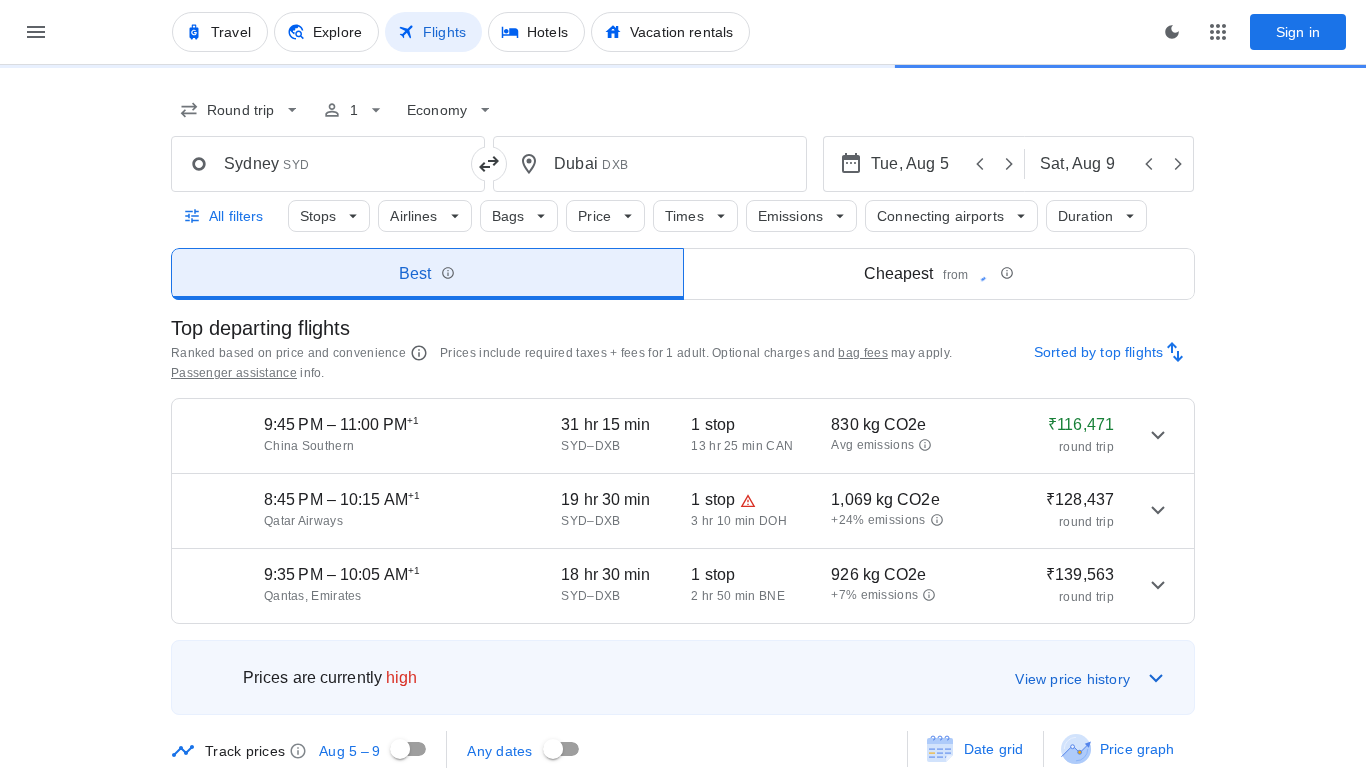 Travel Explore Flights Hotels Vacation rentals Sign in
Round trip 1 Economy
Sydney SYD Dubai DXB Tue, Aug 5 Sat, Aug 9
All filters Stops Airlines Bags Price Times Emissions Connecting airports Duration
Best Cheapest from
Top departing flights
Ranked based on price and convenience Prices include required taxes + fees for 1 adult. Optional charges and bag fees may apply.
Passenger assistance info.
Sorted by top flights
9:45 PM – 11:00 PM+1 31 hr 15 min 1 stop 830 kg CO2e ₹116,471
China Southern SYD–DXB 13 hr 25 min CAN Avg emissions round trip
8:45 PM – 10:15 AM+1 19 hr 30 min 1 stop 1,069 kg CO2e ₹128,437
Qatar Airways SYD–DXB 3 hr 10 min DOH +24% emissions round trip
9:35 PM – 10:05 AM+1 18 hr 30 min 1 stop 926 kg CO2e ₹139,563
Qantas, Emirates SYD–DXB 2 hr 50 min BNE +7% emissions round trip
Prices are currently high View price history
Track prices Aug 5 – 9 Any dates Date grid Price graph